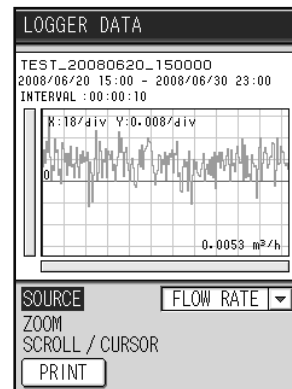 LOGGER DATA
TEST_20080620_150000
2008/06/20 15:00 - 2008/06/30 23:00
INTERVAL :00:00:10
X:18/div Y:0.008/div
0
0.0053 m³/h
SOURCE FLOW RATE
ZOOM
SCROLL / CURSOR
PRINT